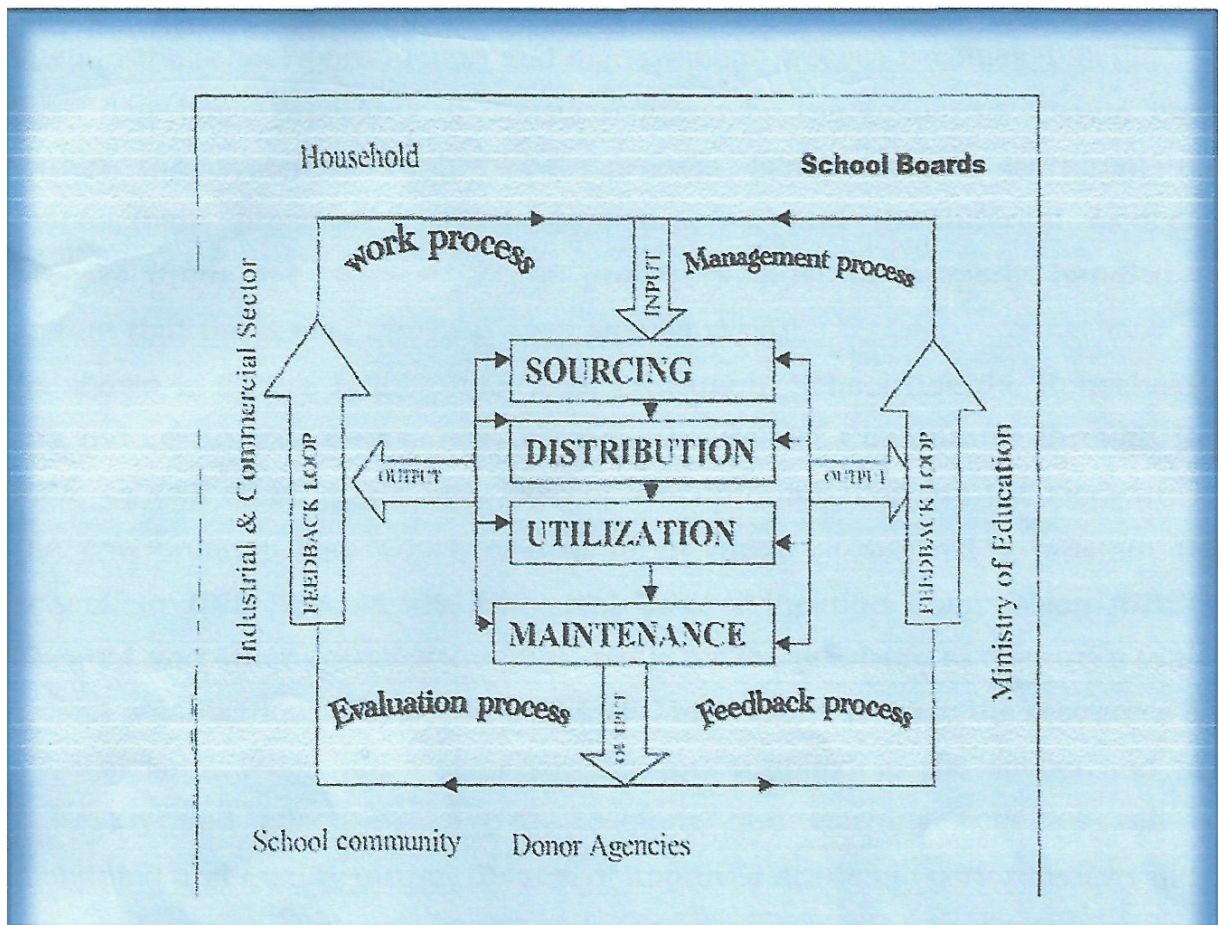 Household
School Boards
work process
Management process
INPUT
Industrial & Commercial Sector
FEEDBACK LOOP
OUTPUT
SOURCING
DISTRIBUTION
UTILIZATION
MAINTENANCE
OUTPUT
FEEDBACK LOOP
Ministry of Education
Evaluation process
OUTPUT
Feedback process
School community
Donor Agencies